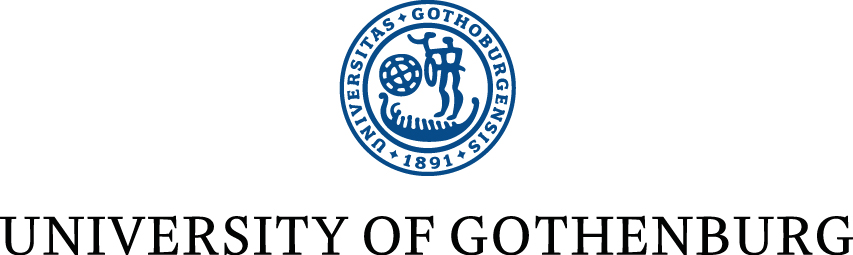 UNIVERSITAS ✦ GOTHOBURGENSIS ✦ 1891 ✦
UNIVERSITY OF GOTHENBURG